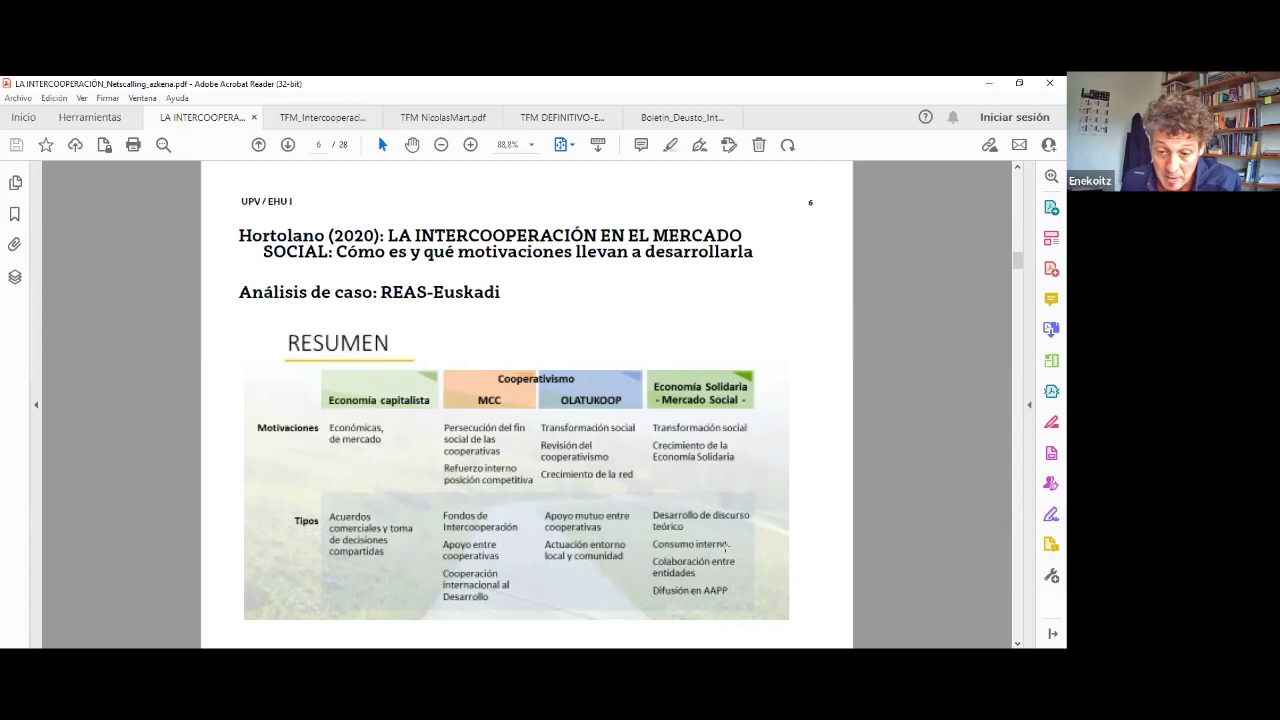 LA INTERCOOPERACIÓN_Netscalling_azkena.pdf - Adobe Acrobat Reader (32-bit)
Archivo Edición Ver Firmar Ventana Ayuda
Inicio Herramientas LA INTERCOOPERA... TFM_Intercooperaci... TFM NicolasMart.pdf TFM DEFINITIVO-E... Boletin_Deusto_Int... Iniciar sesión
6 / 28 88,8%
Enekoitz
UPV / EHU I
6
Hortolano (2020): LA INTERCOOPERACIÓN EN EL MERCADO
SOCIAL: Cómo es y qué motivaciones llevan a desarrollarla
Análisis de caso: REAS-Euskadi
RESUMEN
Economía capitalista
Cooperativismo
MCC OLATUKOOP
Economía Solidaria
- Mercado Social -
Motivaciones
Económicas,
de mercado
Persecución del fin
social de las
cooperativas
Refuerzo interno
posición competitiva
Transformación social
Revisión del
cooperativismo
Crecimiento de la red
Transformación social
Crecimiento de la
Economía Solidaria
Tipos
Acuerdos
comerciales y toma
de decisiones
compartidas
Fondos de
Intercooperación
Apoyo entre
cooperativas
Cooperación
internacional al
Desarrollo
Apoyo mutuo entre
cooperativas
Actuación entorno
local y comunidad
Desarrollo de discurso
teórico
Consumo interno
Colaboración entre
entidades
Difusión en AAPP